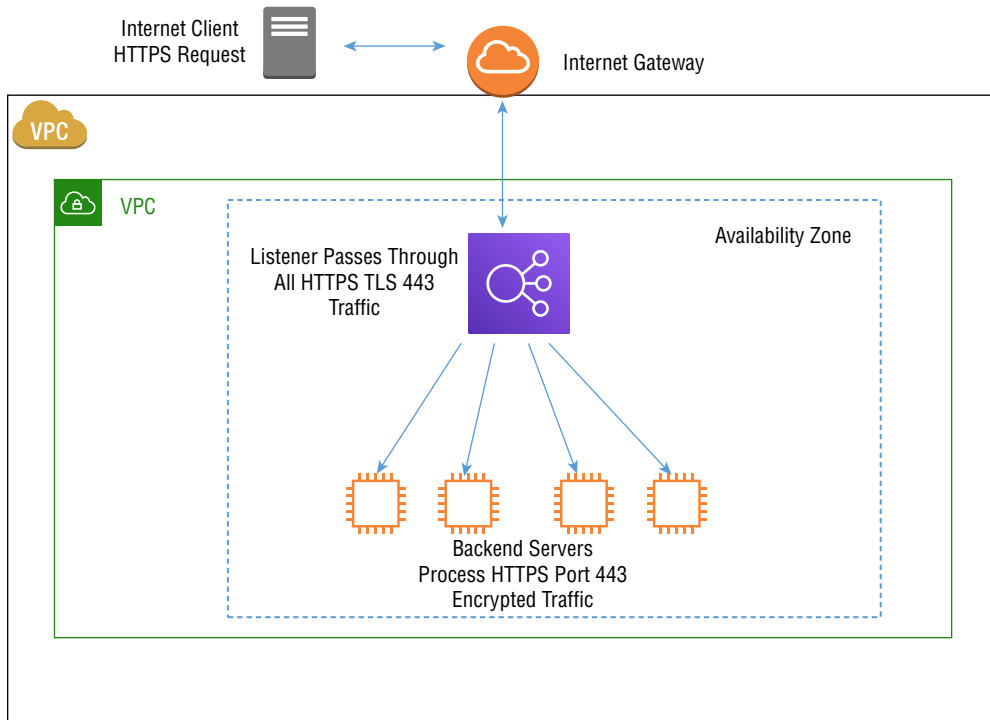 Internet Client
HTTPS Request
Internet Gateway
VPC
VPC
Availability Zone
Listener Passes Through
All HTTPS TLS 443
Traffic
Backend Servers
Process HTTPS Port 443
Encrypted Traffic